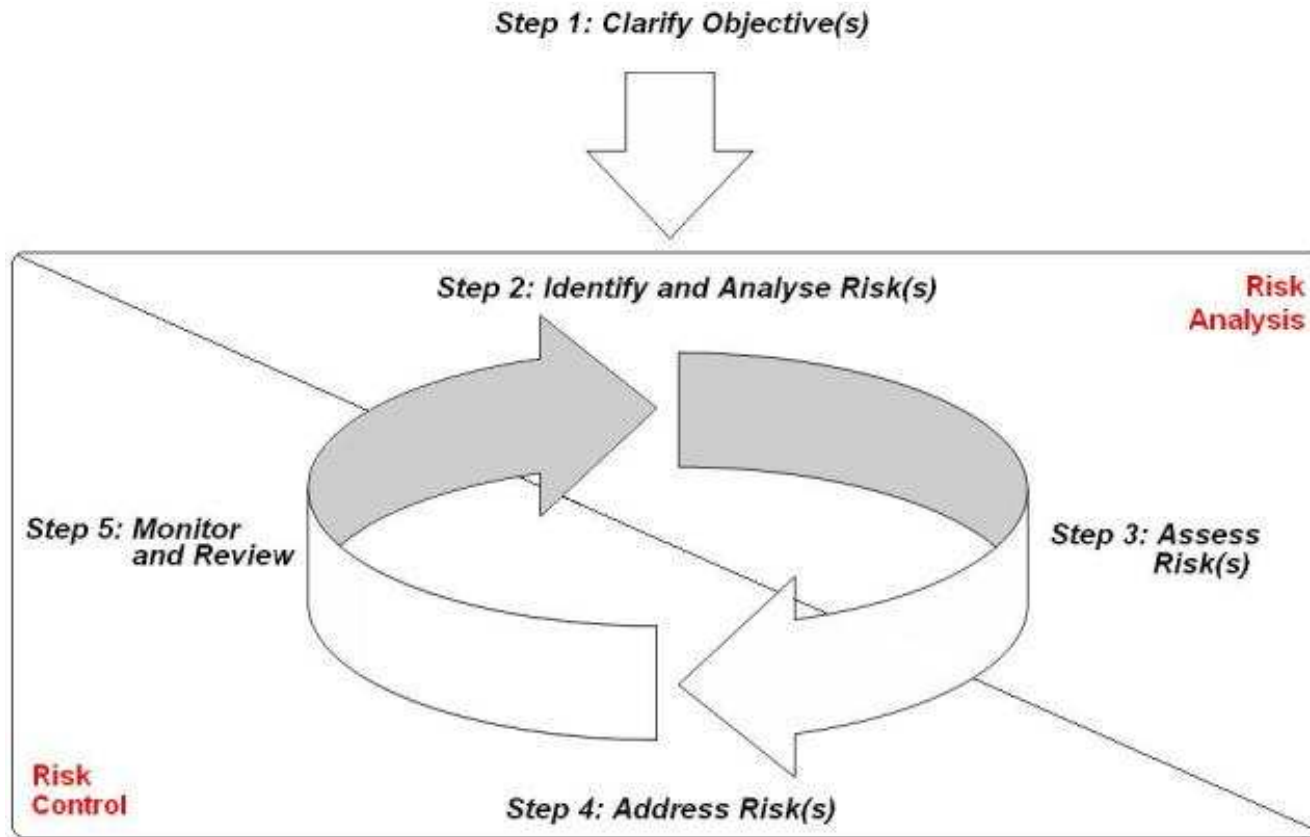 Step 1: Clarify Objective(s)
Step 2: Identify and Analyse Risk(s)
Risk
Analysis
Step 5: Monitor
and Review
Step 3: Assess
Risk(s)
Risk
Control
Step 4: Address Risk(s)